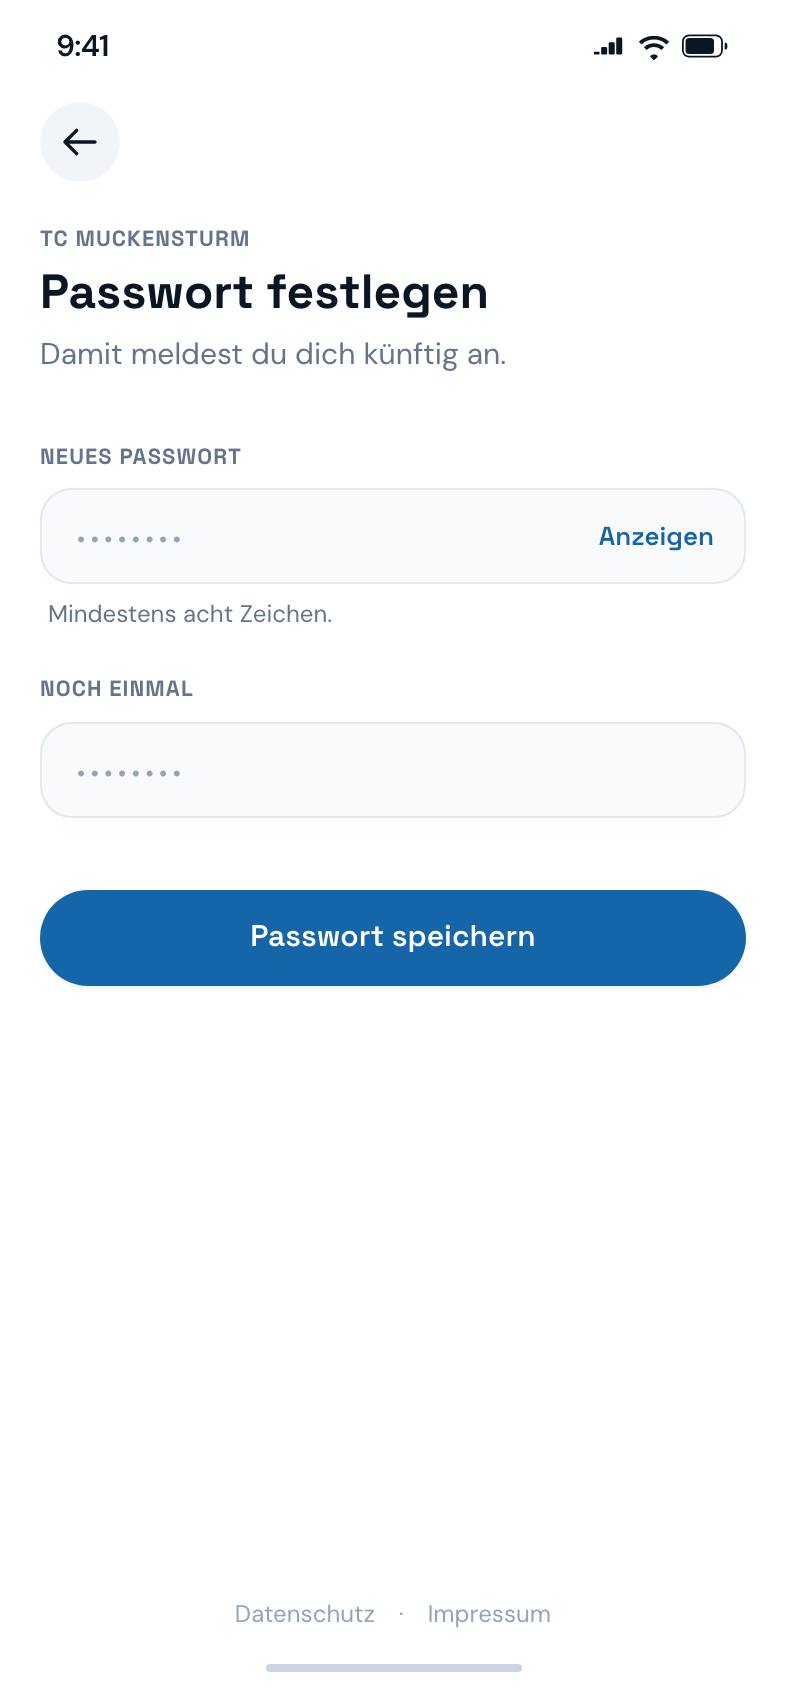 9:41
TC MUCKENSTURM
Passwort festlegen
Damit meldest du dich künftig an.
NEUES PASSWORT
•••••••• Anzeigen
Mindestens acht Zeichen.
NOCH EINMAL
••••••••
Passwort speichern
Datenschutz · Impressum